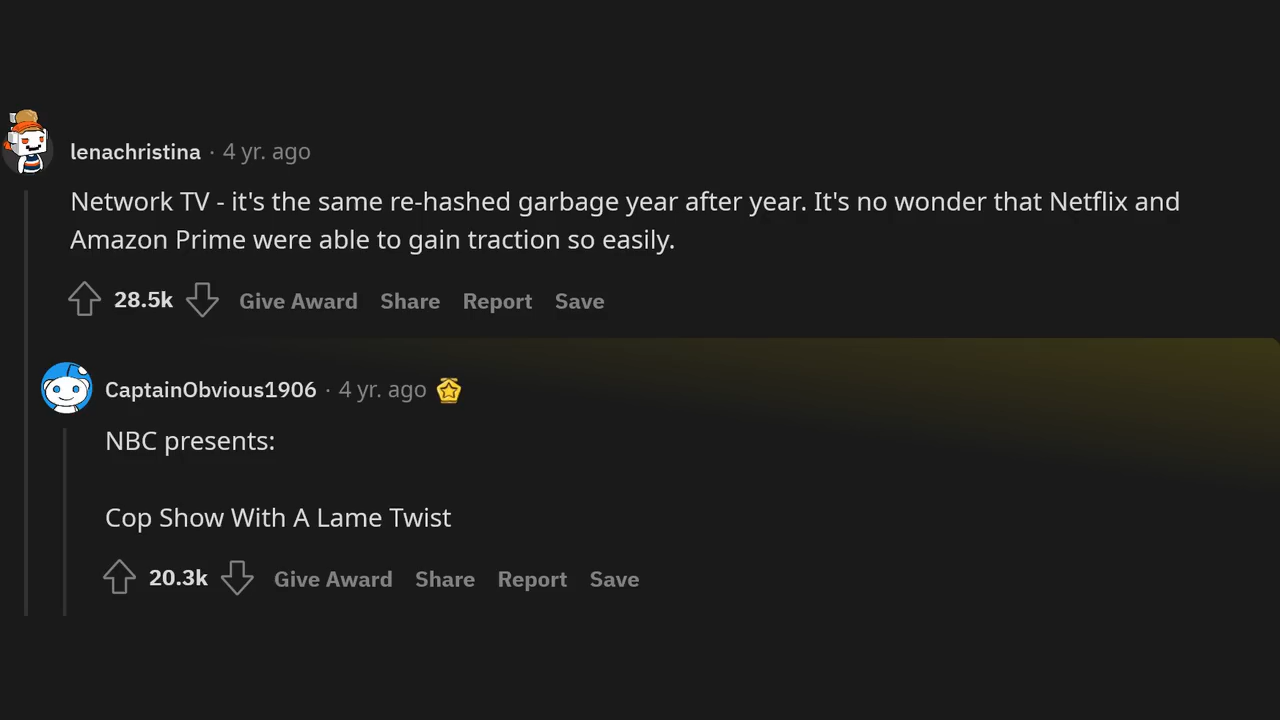 lenachristina · 4 yr. ago
Network TV - it's the same re-hashed garbage year after year. It's no wonder that Netflix and
Amazon Prime were able to gain traction so easily.
28.5k Give Award Share Report Save
CaptainObvious1906 · 4 yr. ago
NBC presents:
Cop Show With A Lame Twist
20.3k Give Award Share Report Save